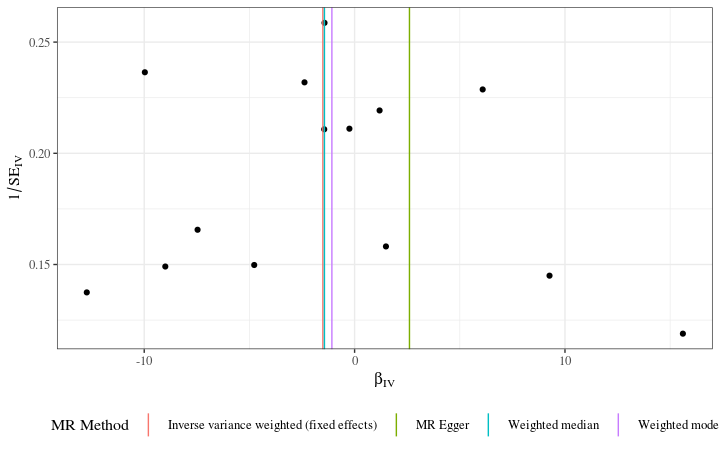 0.25
0.20
0.15
1/SE_IV
-10 0 10
β_IV
MR Method Inverse variance weighted (fixed effects) MR Egger Weighted median Weighted mode